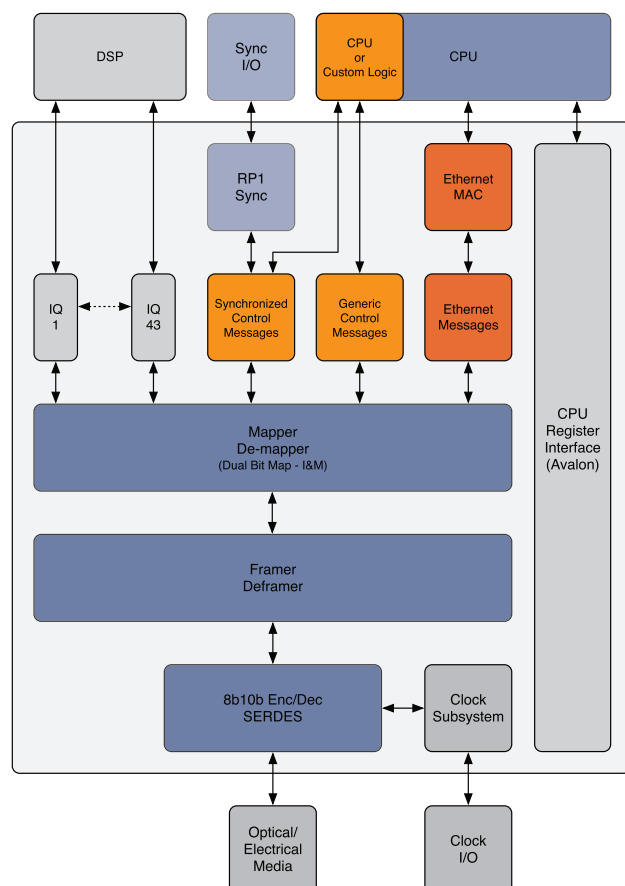 DSP
Sync
I/O
CPU
or
Custom Logic
CPU
RP1
Sync
Ethernet
MAC
IQ
1
IQ
43
Synchronized
Control
Messages
Generic
Control
Messages
Ethernet
Messages
CPU
Register
Interface
(Avalon)
Mapper
De-mapper
(Dual Bit Map - I&M)
Framer
Deframer
8b10b Enc/Dec
SERDES
Clock
Subsystem
Optical/
Electrical
Media
Clock
I/O